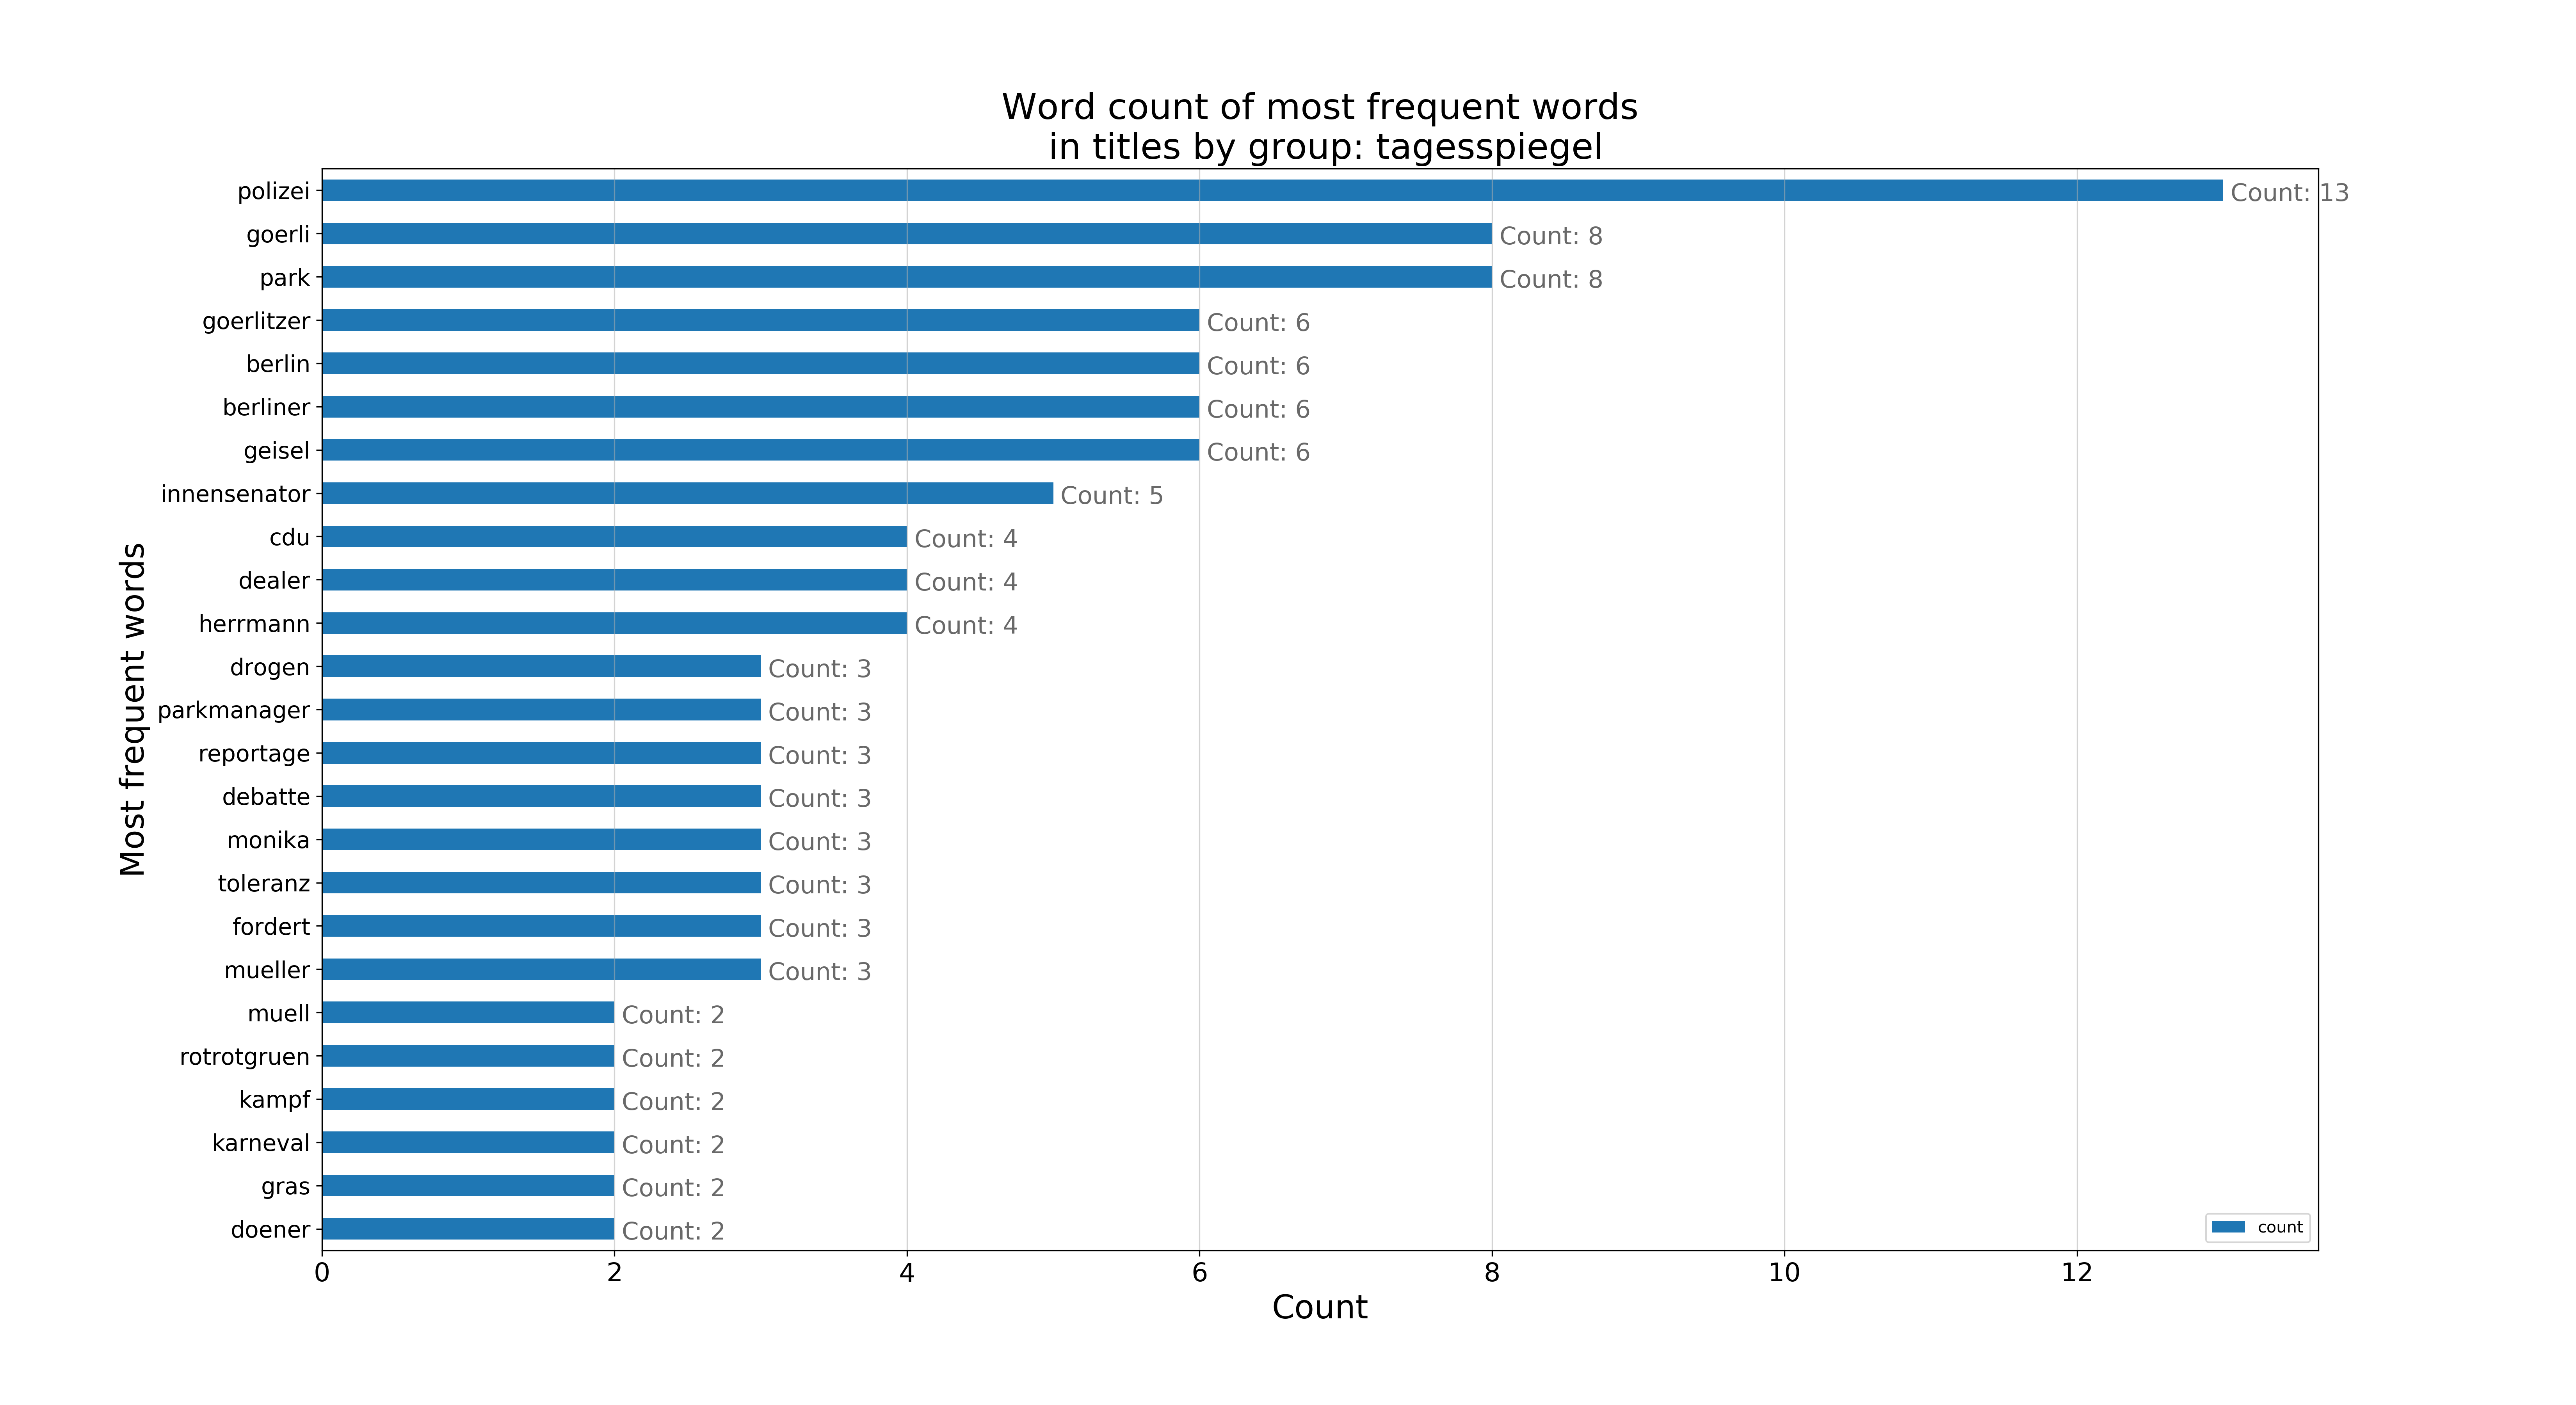 Word count of most frequent words
in titles by group: tagesspiegel
Most frequent words
polizei Count: 13
goerli Count: 8
park Count: 8
goerlitzer Count: 6
berlin Count: 6
berliner Count: 6
geisel Count: 6
innensenator Count: 5
cdu Count: 4
dealer Count: 4
herrmann Count: 4
drogen Count: 3
parkmanager Count: 3
reportage Count: 3
debatte Count: 3
monika Count: 3
toleranz Count: 3
fordert Count: 3
mueller Count: 3
muell Count: 2
rotrotgruen Count: 2
kampf Count: 2
karneval Count: 2
gras Count: 2
doener Count: 2
count
0 2 4 6 8 10 12
Count